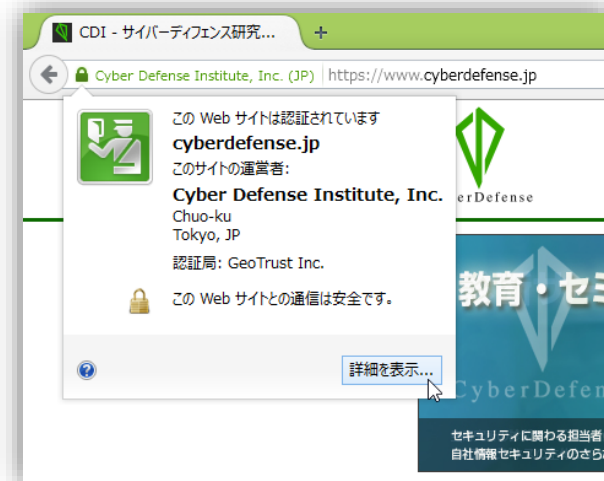 CDI - サイバーディフェンス研究...
+
Cyber Defense Institute, Inc. (JP) https://www.cyberdefense.jp
この Web サイトは認証されています
cyberdefense.jp
このサイトの運営者:
Cyber Defense Institute, Inc.
Chuo-ku
Tokyo, JP
認証局: GeoTrust Inc.
この Web サイトとの通信は安全です。
詳細を表示...
erDefense
教育・セミ
CyberDefen
セキュリティに関わる担当者
自社情報セキュリティのさら